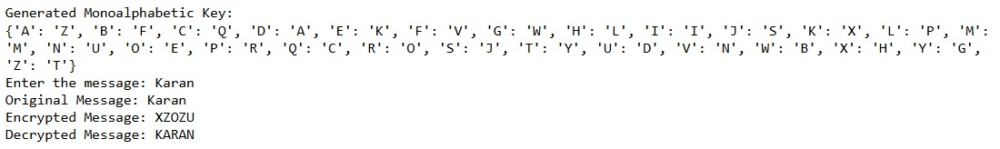 Generated Monoalphabetic Key:
{'A': 'Z', 'B': 'F', 'C': 'Q', 'D': 'A', 'E': 'K', 'F': 'V', 'G': 'W', 'H': 'L', 'I': 'I', 'J': 'S', 'K': 'X', 'L': 'P', 'M':
'M', 'N': 'U', 'O': 'E', 'P': 'R', 'Q': 'C', 'R': 'O', 'S': 'J', 'T': 'Y', 'U': 'D', 'V': 'N', 'W': 'B', 'X': 'H', 'Y': 'G',
'Z': 'T'}
Enter the message: Karan
Original Message: Karan
Encrypted Message: XZOZU
Decrypted Message: KARAN